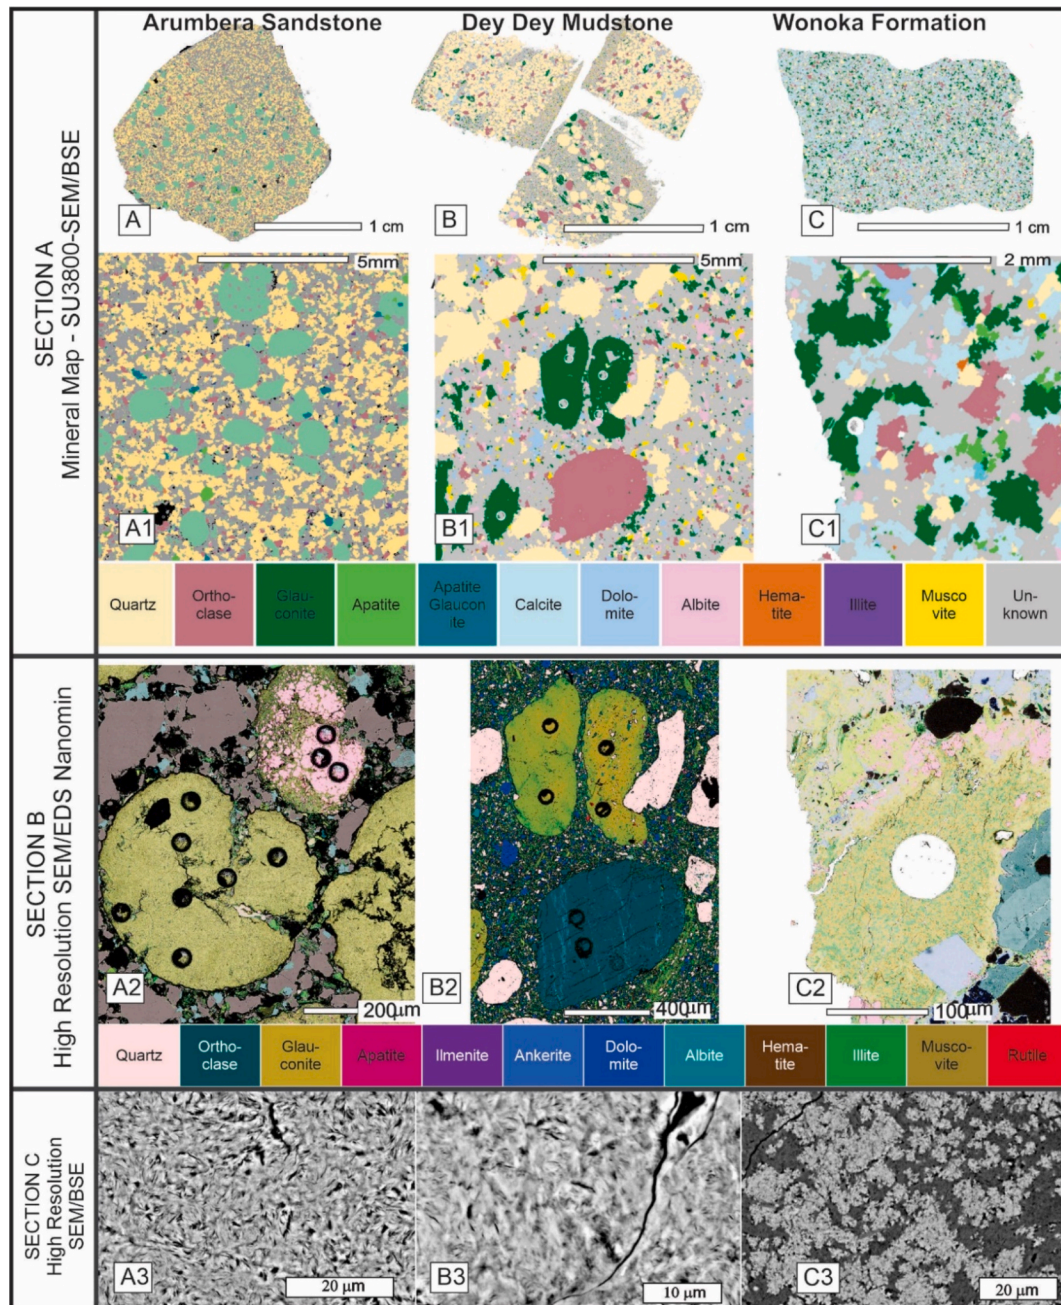 Arumbera Sandstone
Dey Dey Mudstone
Wonoka Formation
SECTION A
Mineral Map - SU3800-SEM/BSE
A
1 cm
B
1 cm
C
1 cm
5mm
A1
5mm
B1
2 mm
C1
Quartz
Ortho-
clase
Glau-
conite
Apatite
Apatite
Glaucon
ite
Calcite
Dolo-
mite
Albite
Hema-
tite
Illite
Musco
vite
Un-
known
SECTION B
High Resolution SEM/EDS Nanomin
A2
200μm
B2
400μm
C2
100μm
Quartz
Ortho-
clase
Glau-
conite
Apatite
Ilmenite
Ankerite
Dolo-
mite
Albite
Hema-
tite
Illite
Musco-
vite
Rutile
SECTION C
High Resolution
SEM/BSE
A3
20 μm
B3
10 μm
C3
20 μm